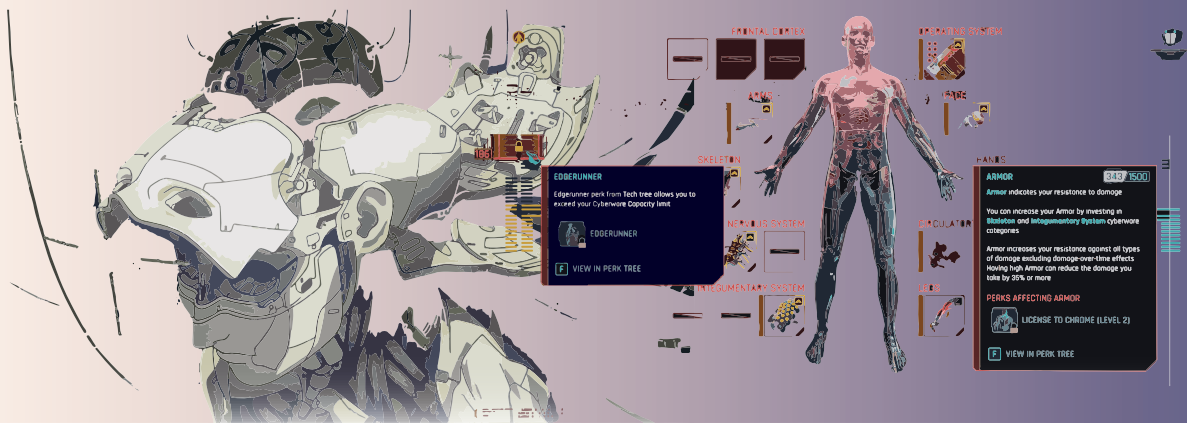 FRONTAL CORTEX
OPERATING SYSTEM
ARMS
SKELETON
HANDS
186
EDGERUNNER
Edgerunner perk from Tech tree allows you to
exceed your Cyberware Capacity limit
EDGERUNNER
F VIEW IN PERK TREE
NERVOUS SYSTEM
INTEGUMENTARY SYSTEM
LEGS
ARMOR
343/1500
Armor indicates your resistance to damage
You can increase your Armor by investing in
Skeleton and Integumentary System cyberware
categories
Armor increases your resistance against all types
of damage excluding damage-over-time effects
Having high Armor can reduce the damage you
take by 35% or more
PERKS AFFECTING ARMOR
LICENSE TO CHROME (LEVEL 2)
F VIEW IN PERK TREE